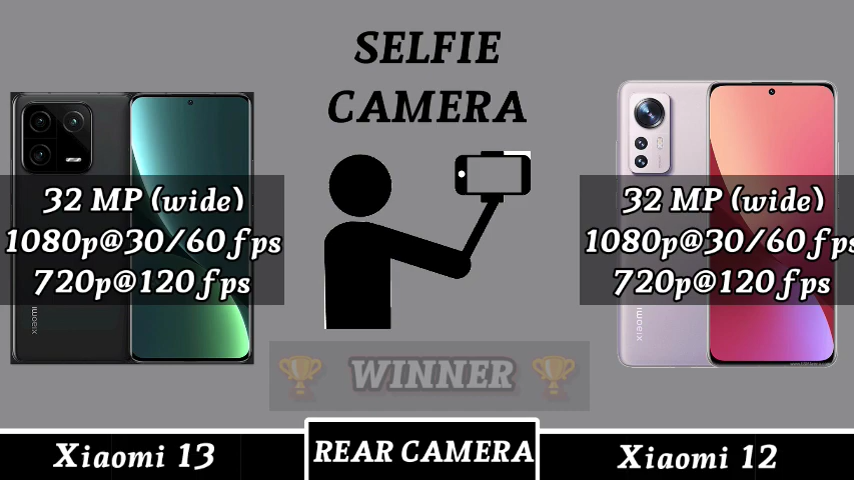 SELFIE
CAMERA
32 MP (wide)
1080p@30/60fps
720p@120fps
32 MP (wide)
1080p@30/60fps
720p@120fps
xiaomi
WINNER
Xiaomi 13
REAR CAMERA
Xiaomi 12